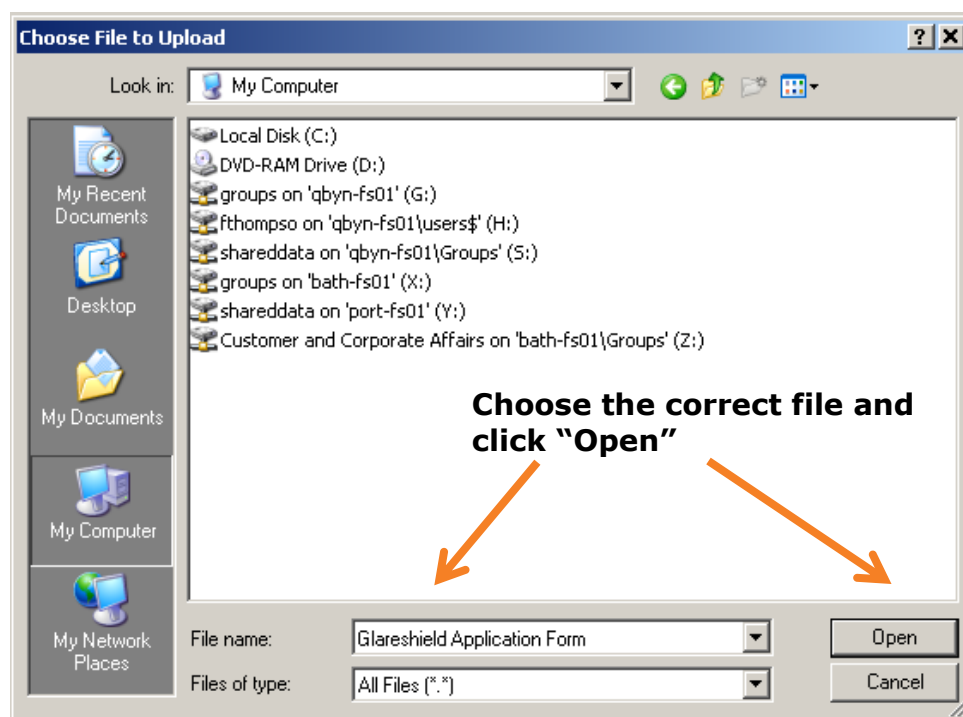 Choose File to Upload
Look in: My Computer
My Recent
Documents
Desktop
My Documents
My Computer
My Network
Places
Local Disk (C:)
DVD-RAM Drive (D:)
groups on 'qbyn-fs01' (G:)
fthompso on 'qbyn-fs01\users$' (H:)
shareddata on 'qbyn-fs01\Groups' (S:)
groups on 'bath-fs01' (X:)
shareddata on 'port-fs01' (Y:)
Customer and Corporate Affairs on 'bath-fs01\Groups' (Z:)
Choose the correct file and
click “Open”
File name: Glareshield Application Form Open
Files of type: All Files (*.*) Cancel